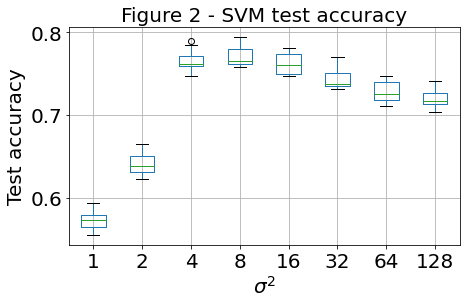 Figure 2 - SVM test accuracy
0.8
0.7
0.6
Test accuracy
1 2 4 8 16 32 64 128
σ²